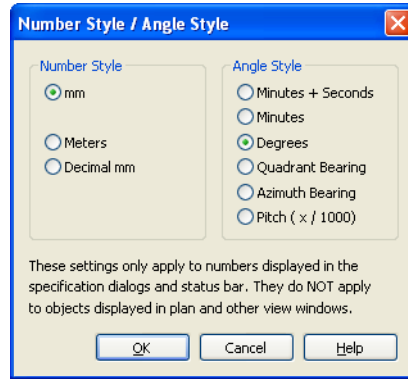 Number Style / Angle Style
Number Style
mm
Meters
Decimal mm
Angle Style
Minutes + Seconds
Minutes
Degrees
Quadrant Bearing
Azimuth Bearing
Pitch ( x / 1000)
These settings only apply to numbers displayed in the
specification dialogs and status bar. They do NOT apply
to objects displayed in plan and other view windows.
OK
Cancel
Help